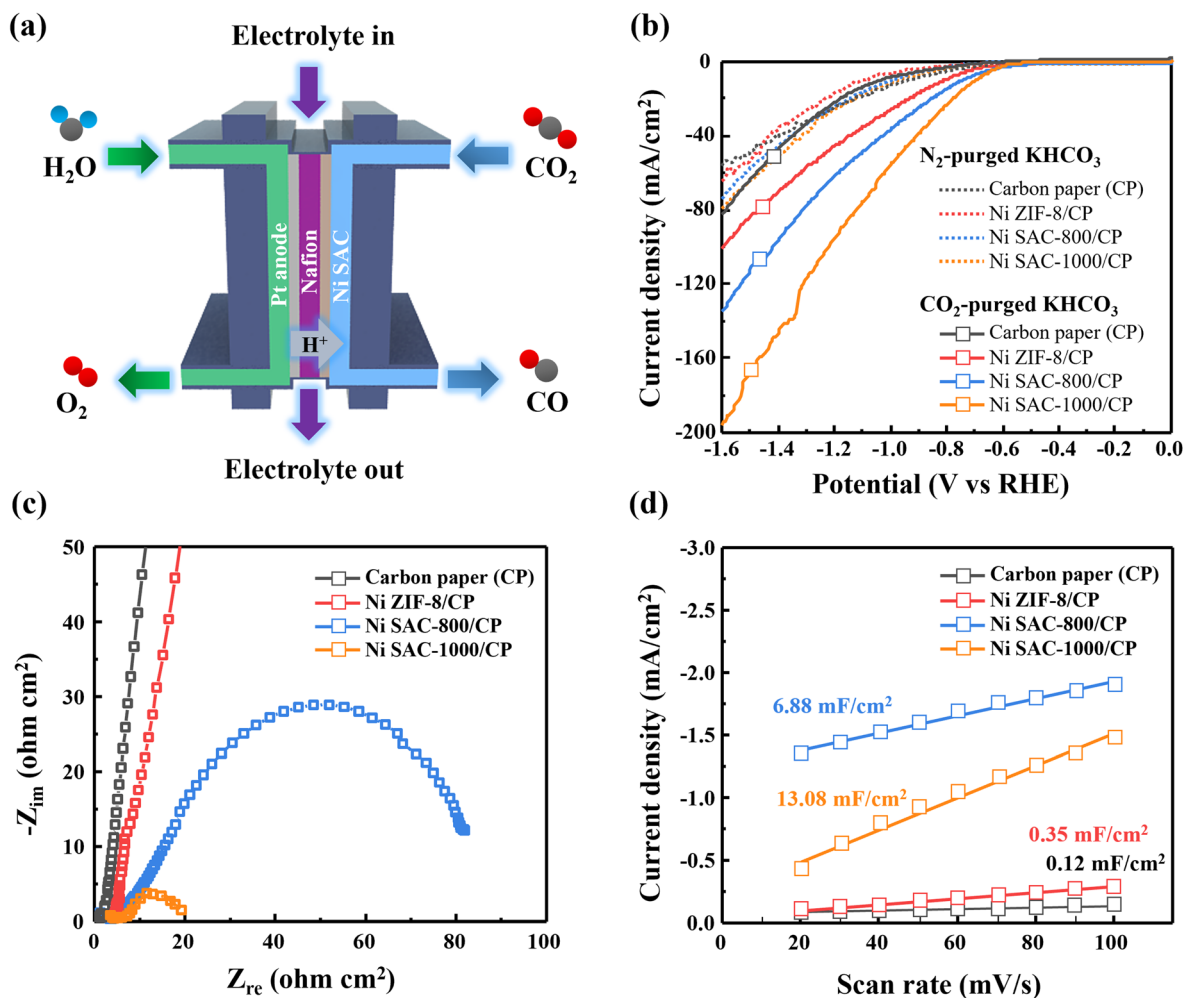 (a)
Electrolyte in
H₂O
CO₂
Pt anode
Nafion
Ni SAC
H⁺
O₂
CO
Electrolyte out
(b)
Current density (mA/cm²)
0
-40
-80
-120
-160
-200
N₂-purged KHCO₃
Carbon paper (CP)
Ni ZIF-8/CP
Ni SAC-800/CP
Ni SAC-1000/CP
CO₂-purged KHCO₃
Carbon paper (CP)
Ni ZIF-8/CP
Ni SAC-800/CP
Ni SAC-1000/CP
-1.6 -1.4 -1.2 -1.0 -0.8 -0.6 -0.4 -0.2 0.0
Potential (V vs RHE)
(c)
-Z_im (ohm cm²)
50
40
30
20
10
0
Carbon paper (CP)
Ni ZIF-8/CP
Ni SAC-800/CP
Ni SAC-1000/CP
0 20 40 60 80 100
Z_re (ohm cm²)
(d)
Current density (mA/cm²)
-3.0
-2.5
-2.0
-1.5
-1.0
-0.5
0.0
Carbon paper (CP)
Ni ZIF-8/CP
Ni SAC-800/CP
Ni SAC-1000/CP
6.88 mF/cm²
13.08 mF/cm²
0.35 mF/cm²
0.12 mF/cm²
20 40 60 80 100
Scan rate (mV/s)